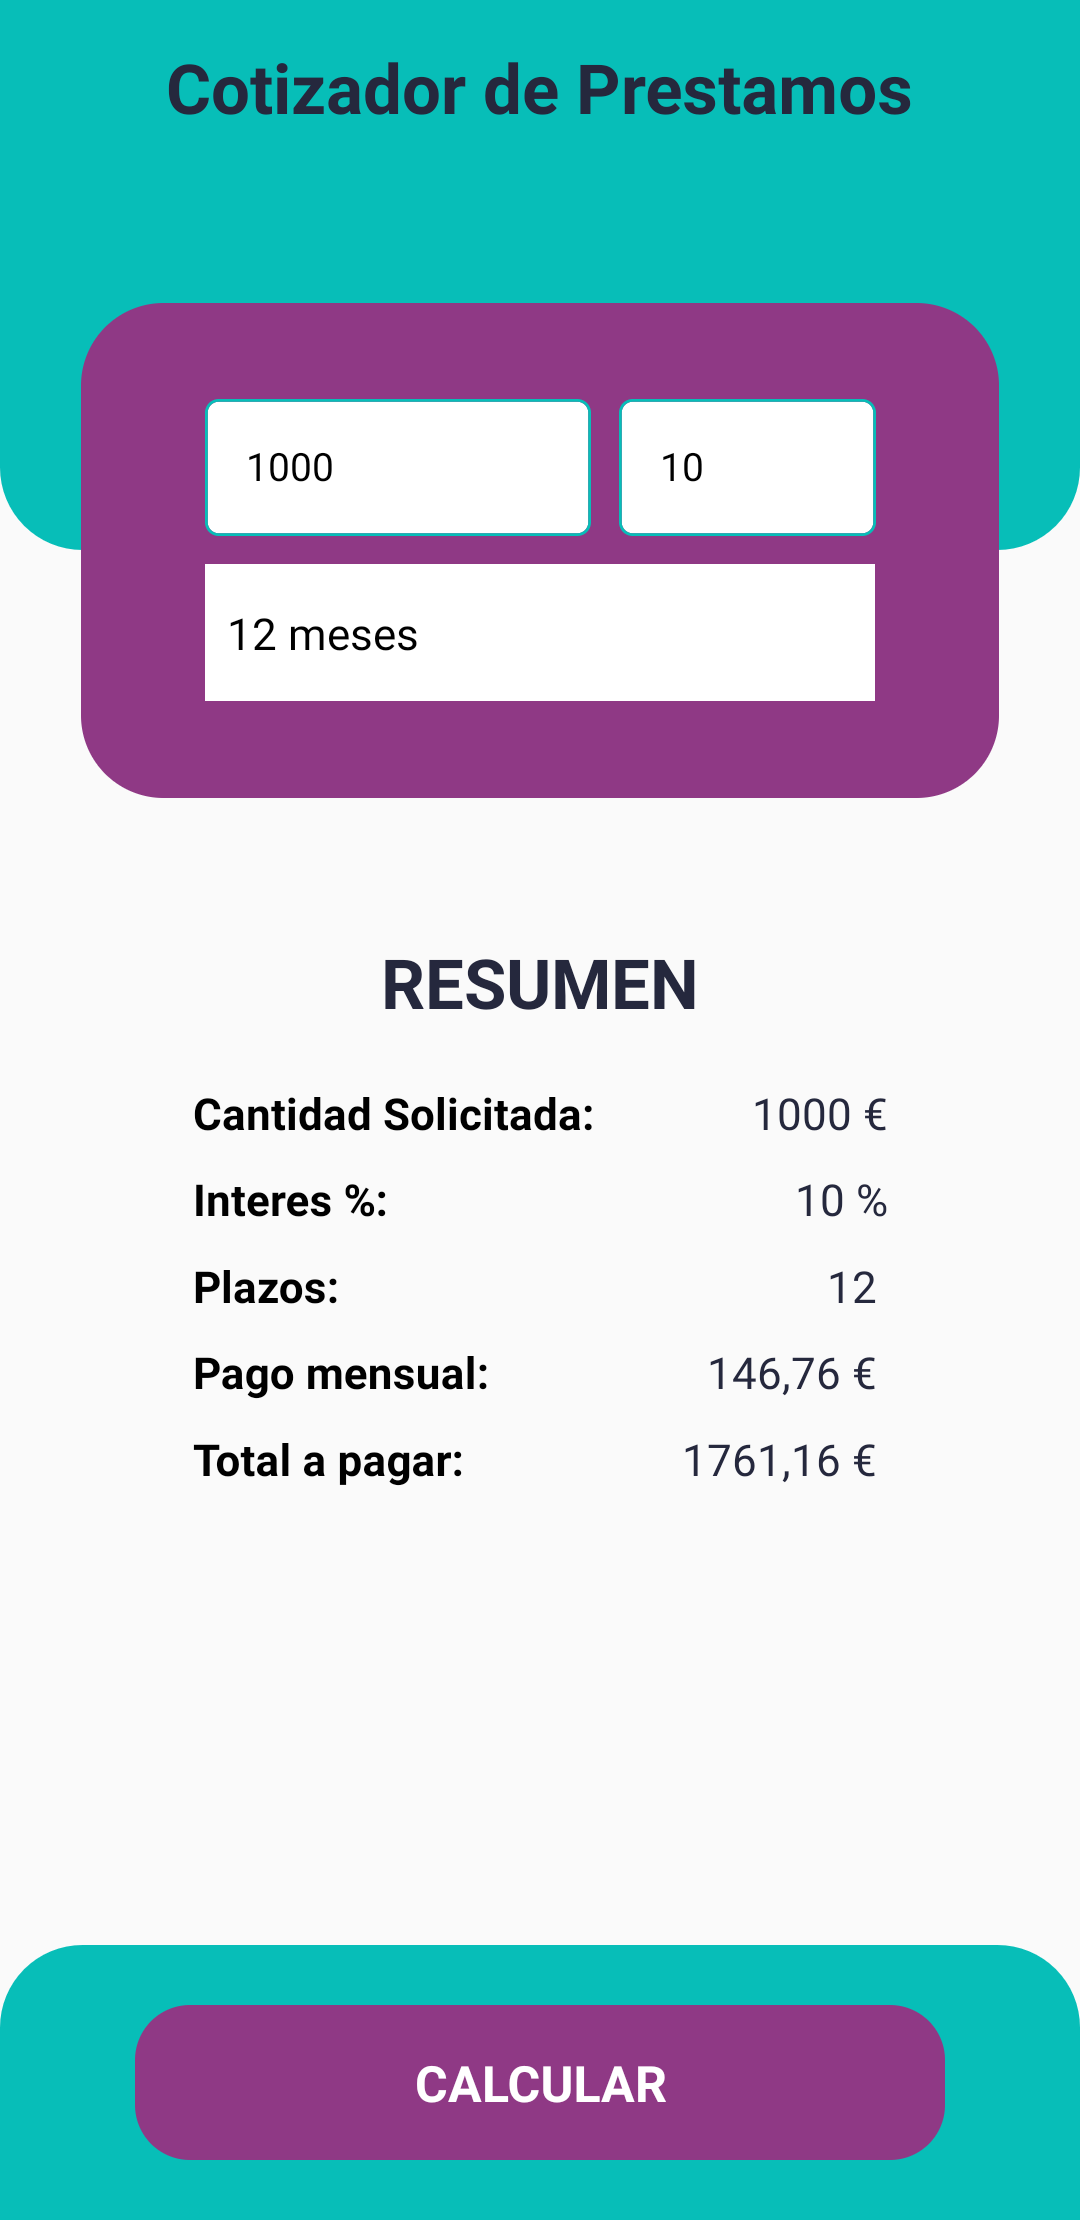 Cotizador de Prestamos
1000 10
12 meses
RESUMEN
Cantidad Solicitada: 1000 €
Interes %: 10 %
Plazos: 12
Pago mensual: 146,76 €
Total a pagar: 1761,16 €
CALCULAR